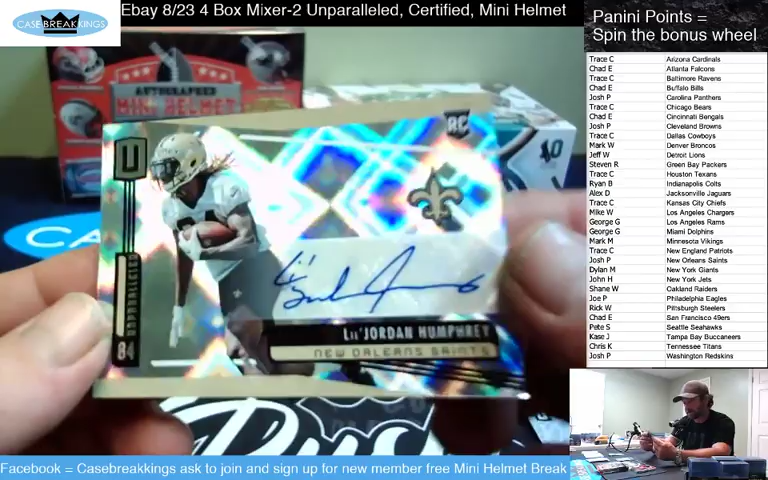 CASE BREAK KINGS
Ebay 8/23 4 Box Mixer-2 Unparalleled, Certified, Mini Helmet
Panini Points =
Spin the bonus wheel
Trace C Arizona Cardinals
Chad E Atlanta Falcons
Trace C Baltimore Ravens
Chad E Buffalo Bills
Josh P Carolina Panthers
Trace C Chicago Bears
Chad E Cincinnati Bengals
Josh P Cleveland Browns
Trace C Dallas Cowboys
Mark W Denver Broncos
Jeff W Detroit Lions
Steven R Green Bay Packers
Trace C Houston Texans
Ryan B Indianapolis Colts
Alex D Jacksonville Jaguars
Trace C Kansas City Chiefs
Mike W Los Angeles Chargers
George G Los Angeles Rams
George G Miami Dolphins
Mark M Minnesota Vikings
Trace C New England Patriots
Josh P New Orleans Saints
Dylan M New York Giants
John H New York Jets
Shane W Oakland Raiders
Joe P Philadelphia Eagles
Rick W Pittsburgh Steelers
Chad E San Francisco 49ers
Pete S Seattle Seahawks
Kase J Tampa Bay Buccaneers
Chris K Tennessee Titans
Josh P Washington Redskins
AUTOGRAPHED
MINI HELMET
RC
U
UNPARALLELED
84
LIL'JORDAN HUMPHREY
NEW ORLEANS SAINTS
Facebook = Casebreakkings ask to join and sign up for new member free Mini Helmet Break